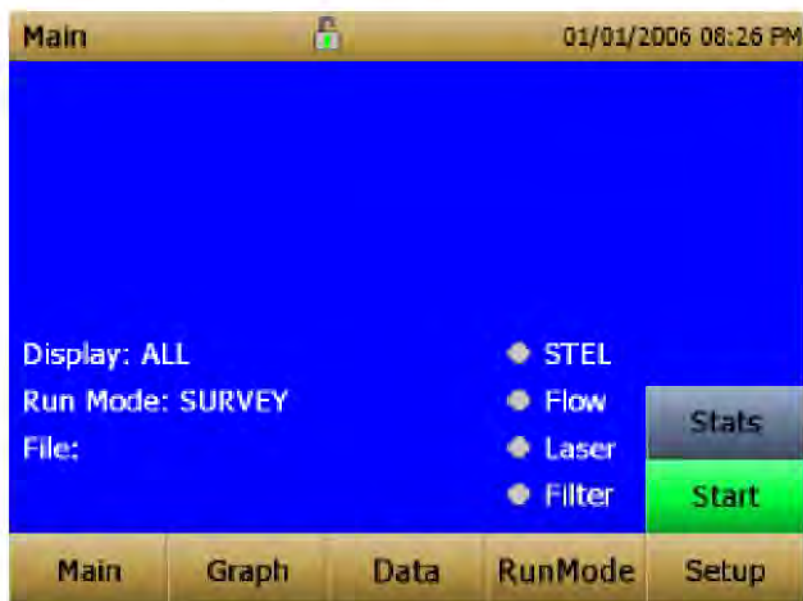 Main 01/01/2006 08:26 PM
Display: ALL
Run Mode: SURVEY
File:
STEL
Flow
Laser
Filter
Stats
Start
Main Graph Data RunMode Setup